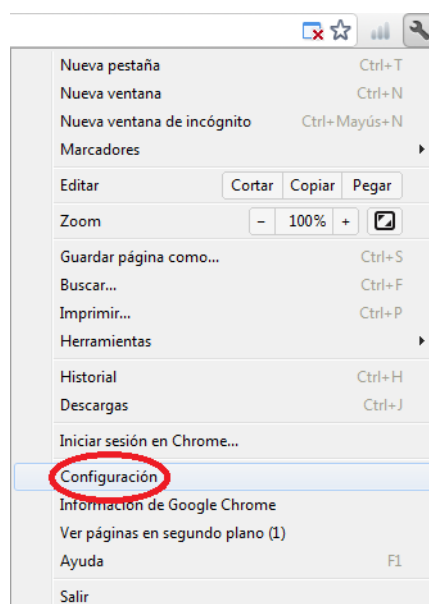 Nueva pestaña Ctrl+T
Nueva ventana Ctrl+N
Nueva ventana de incógnito Ctrl+Mayús+N
Marcadores
Editar Cortar Copiar Pegar
Zoom - 100% +
Guardar página como... Ctrl+S
Buscar... Ctrl+F
Imprimir... Ctrl+P
Herramientas
Historial Ctrl+H
Descargas Ctrl+J
Iniciar sesión en Chrome...
Configuración
Información de Google Chrome
Ver páginas en segundo plano (1)
Ayuda F1
Salir